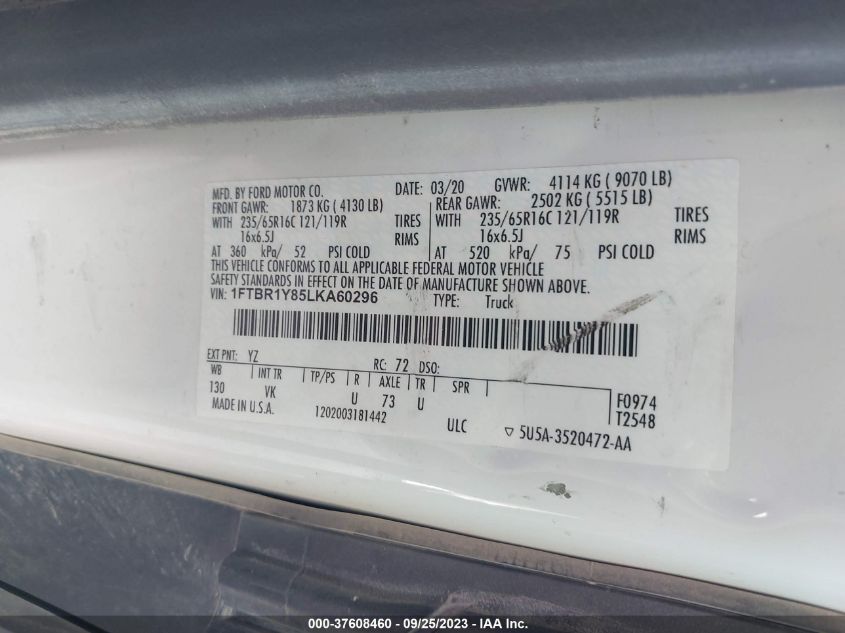 MFD. BY FORD MOTOR CO. DATE: 03/20 GVWR: 4114 KG ( 9070 LB)
FRONT GAWR: 1873 KG ( 4130 LB) REAR GAWR: 2502 KG ( 5515 LB)
WITH 235/65R16C 121/119R TIRES WITH 235/65R16C 121/119R TIRES
16x6.5J RIMS 16x6.5J RIMS
AT 360 kPa/ 52 PSI COLD AT 520 kPa/ 75 PSI COLD
THIS VEHICLE CONFORMS TO ALL APPLICABLE FEDERAL MOTOR VEHICLE
SAFETY STANDARDS IN EFFECT ON THE DATE OF MANUFACTURE SHOWN ABOVE.
VIN: 1FTBR1Y85LKA60296 TYPE: Truck
EXT PNT: YZ RC: 72 DSO:
WB INT TR TP/PS R AXLE TR SPR
130 VK U 73 U F0974
MADE IN U.S.A. 1202003181442 T2548
ULC ▽ 5U5A-3520472-AA
000-37608460 - 09/25/2023 - IAAI.com